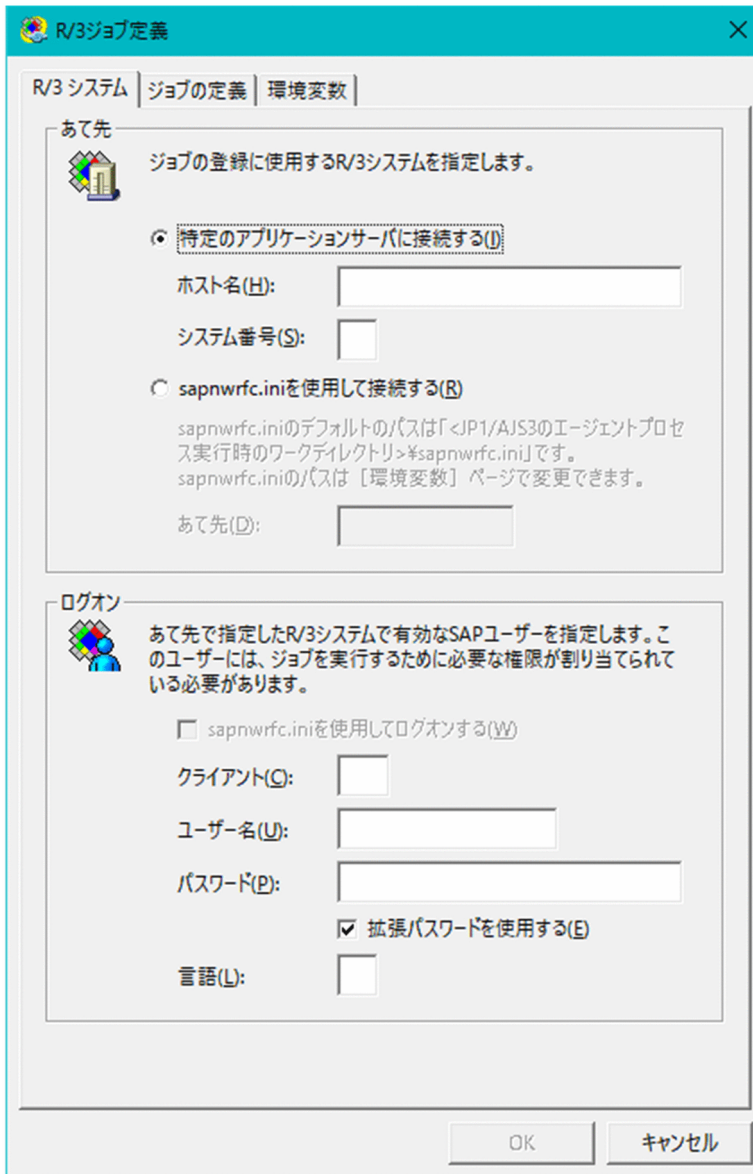 R/3ジョブ定義
R/3 システム ジョブの定義 環境変数
あて先
ジョブの登録に使用するR/3システムを指定します。
特定のアプリケーションサーバに接続する(I)
ホスト名(H):
システム番号(S):
sapnwrfc.iniを使用して接続する(R)
sapnwrfc.iniのデフォルトのパスは「<JP1/AJS3のエージェントプロセ
ス実行時のワークディレクトリ>¥sapnwrfc.ini」です。
sapnwrfc.iniのパスは［環境変数］ページで変更できます。
あて先(D):
ログオン
あて先で指定したR/3システムで有効なSAPユーザーを指定します。こ
のユーザーには、ジョブを実行するために必要な権限が割り当てられて
いる必要があります。
sapnwrfc.iniを使用してログオンする(W)
クライアント(C):
ユーザー名(U):
パスワード(P):
拡張パスワードを使用する(E)
言語(L):
OK キャンセル